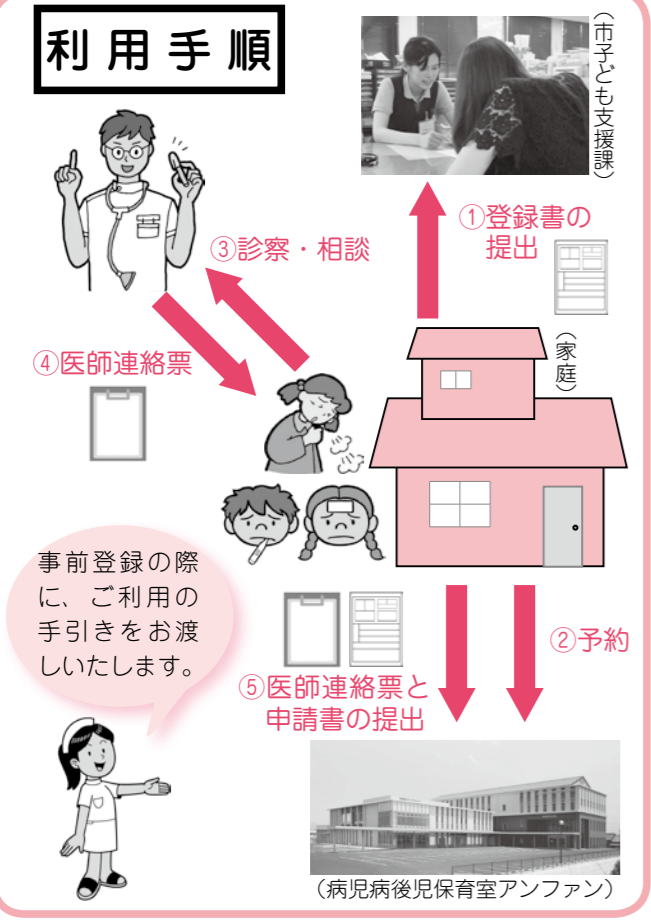 利用手順
（市子ども支援課）
①登録書の
提出
③診察・相談
④医師連絡票
（家庭）
事前登録の際
に、ご利用の
手引きをお渡
しいたします。
②予約
⑤医師連絡票と
申請書の提出
（病児病後児保育室アンファン）